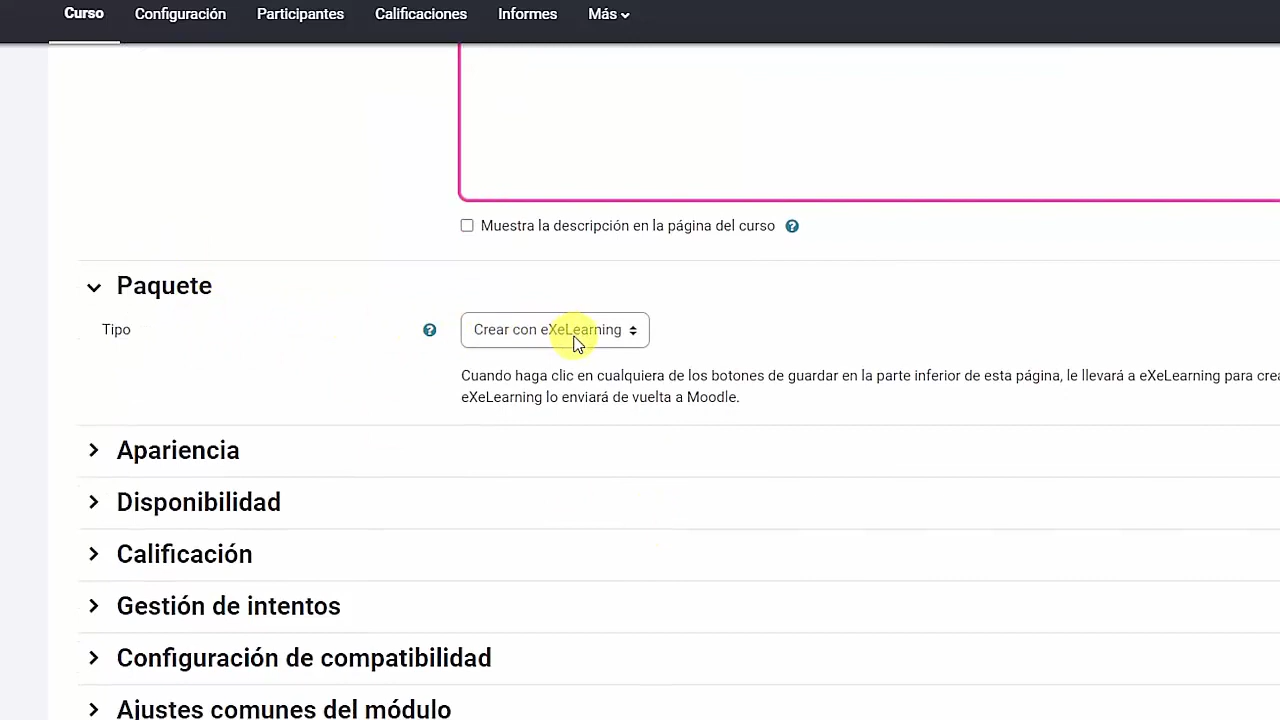 Curso Configuración Participantes Calificaciones Informes Más
Muestra la descripción en la página del curso
Paquete
Tipo Crear con eXeLearning
Cuando haga clic en cualquiera de los botones de guardar en la parte inferior de esta página, le llevará a eXeLearning para
eXeLearning lo enviará de vuelta a Moodle.
Apariencia
Disponibilidad
Calificación
Gestión de intentos
Configuración de compatibilidad
Ajustes comunes del módulo